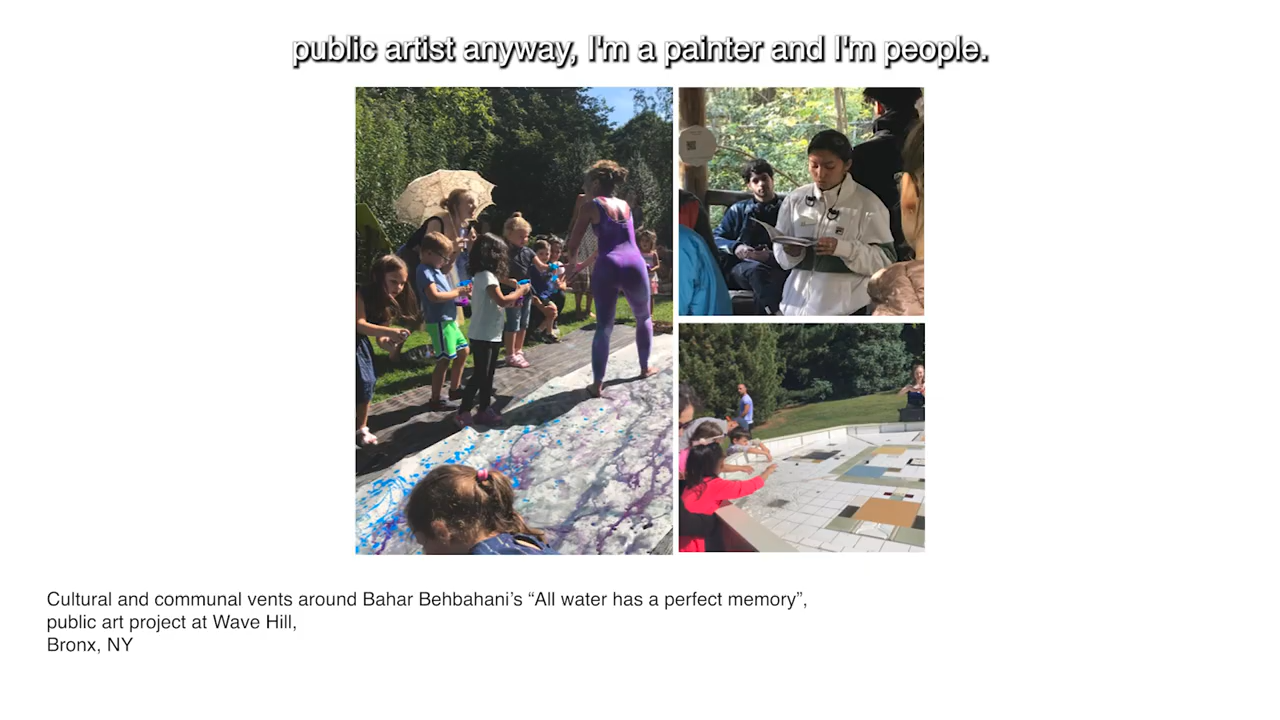 public artist anyway, I'm a painter and I'm people.
Cultural and communal vents around Bahar Behbahani’s “All water has a perfect memory”,
public art project at Wave Hill,
Bronx, NY